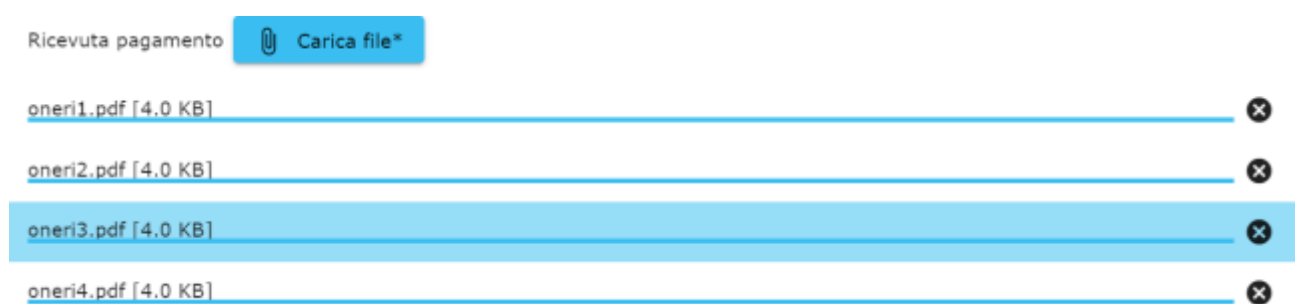 Ricevuta pagamento Carica file*
oneri1.pdf [4.0 KB]
oneri2.pdf [4.0 KB]
oneri3.pdf [4.0 KB]
oneri4.pdf [4.0 KB]